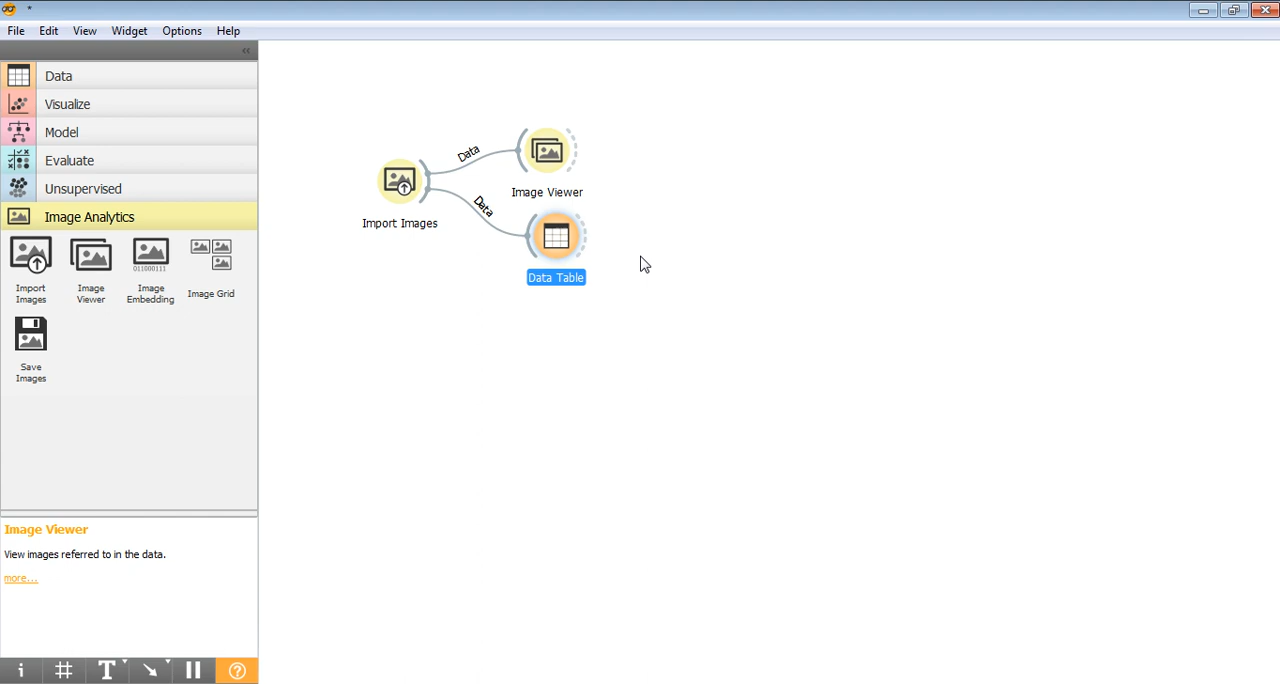 *
File Edit View Widget Options Help
«
Data
Visualize
Model
Evaluate
Unsupervised
Image Analytics
Import
Images
Image
Viewer
Image
Embedding
011000111
Image Grid
Save
Images
Data
Image Viewer
Import Images
Data
Data Table
Image Viewer
View images referred to in the data.
more...
i # T ?